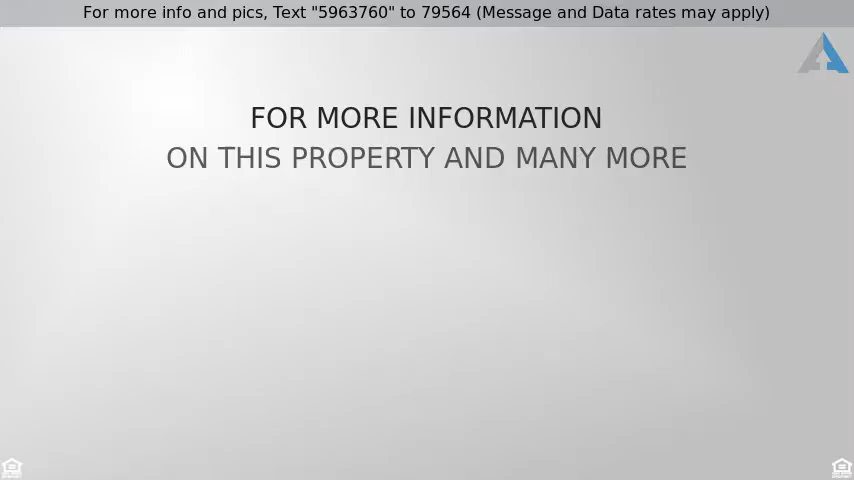 For more info and pics, Text "5963760" to 79564 (Message and Data rates may apply)
FOR MORE INFORMATION
ON THIS PROPERTY AND MANY MORE